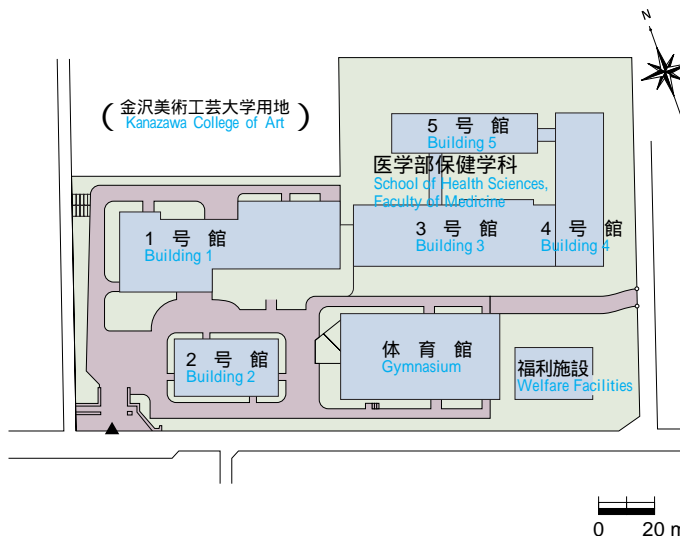 N
(金沢美術工芸大学用地)
Kanazawa College of Art
5 号 館
Building 5
医学部保健学科
School of Health Sciences,
Faculty of Medicine
1 号 館
Building 1
3 号 館
Building 3
4 号 館
Building 4
2 号 館
Building 2
体 育 館
Gymnasium
福利施設
Welfare Facilities
0 20 m